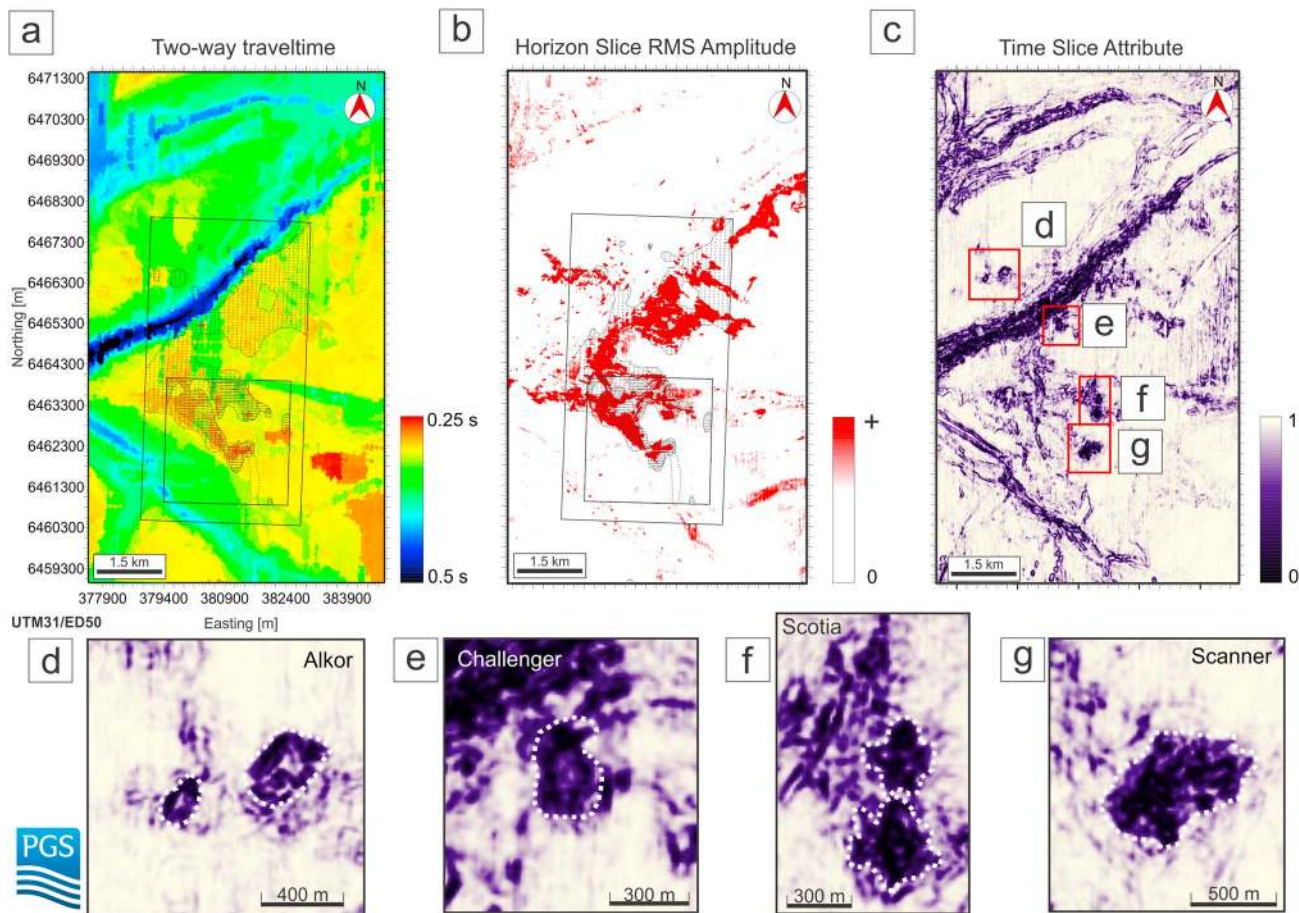 a
Two-way traveltime
b
Horizon Slice RMS Amplitude
c
Time Slice Attribute
6471300
6470300
6469300
6468300
6467300
6466300
6465300
6464300
6463300
6462300
6461300
6460300
6459300
Northing [m]
N
N
N
d
e
f
g
0.25 s
0.5 s
+
0
1
0
1.5 km
1.5 km
1.5 km
377900 379400 380900 382400 383900
UTM31/ED50
Easting [m]
d
Alkor
400 m
e
Challenger
300 m
f
Scotia
300 m
g
Scanner
500 m
PGS